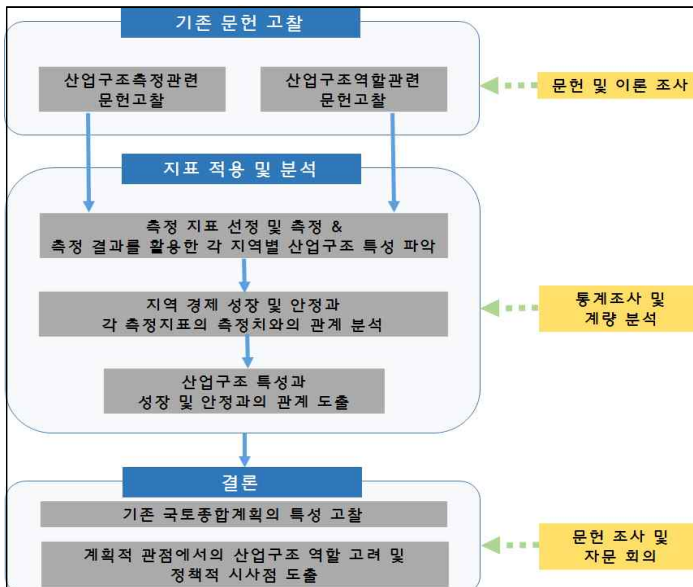 기존 문헌 고찰
산업구조측정관련
문헌고찰
산업구조역할관련
문헌고찰
문헌 및 이론 조사
지표 적용 및 분석
측정 지표 선정 및 측정 &
측정 결과를 활용한 각 지역별 산업구조 특성 파악
지역 경제 성장 및 안정과
각 측정지표의 측정치와의 관계 분석
통계조사 및
계량 분석
산업구조 특성과
성장 및 안정과의 관계 도출
결론
기존 국토종합계획의 특성 고찰
계획적 관점에서의 산업구조 역할 고려 및
정책적 시사점 도출
문헌 조사 및
자문 회의